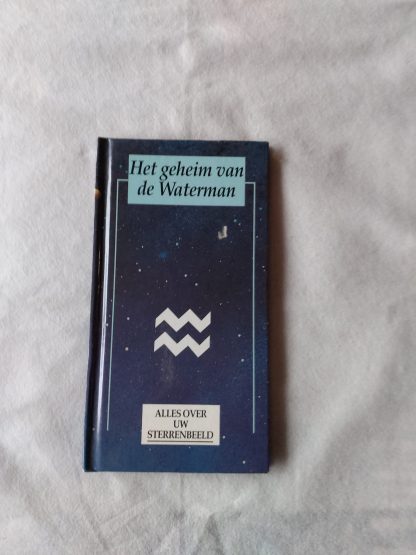 Het geheim van
de Waterman
ALLES OVER
UW
STERRENBEELD